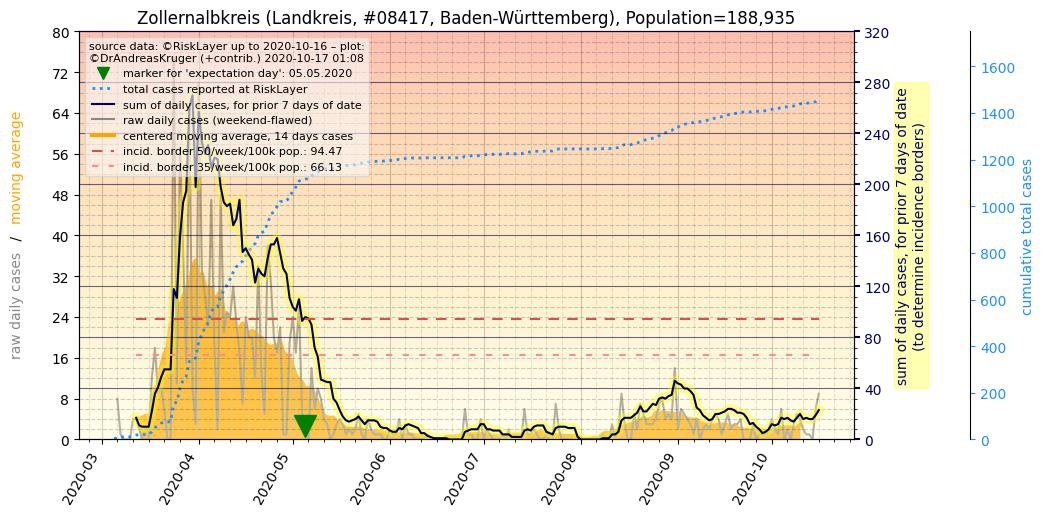 Zollernalbkreis (Landkreis, #08417, Baden-Württemberg), Population=188,935
source data: ©RiskLayer up to 2020-10-16 – plot:
©DrAndreasKruger (+contrib.) 2020-10-17 01:08
marker for 'expectation day': 05.05.2020
total cases reported at RiskLayer
sum of daily cases, for prior 7 days of date
raw daily cases (weekend-flawed)
centered moving average, 14 days cases
incid. border 50/week/100k pop.: 94.47
incid. border 35/week/100k pop.: 66.13
raw daily cases / moving average
80
72
64
56
48
40
32
24
16
8
0
320
280
240
200
160
120
80
40
0
sum of daily cases, for prior 7 days of date
(to determine incidence borders)
1600
1400
1200
1000
800
600
400
200
0
cumulative total cases
2020-03
2020-04
2020-05
2020-06
2020-07
2020-08
2020-09
2020-10